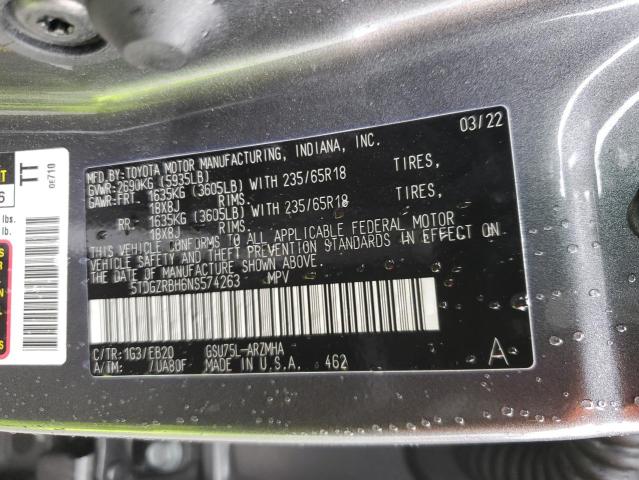 03/22
MFD.BY:TOYOTA MOTOR MANUFACTURING, INDIANA, INC.
GVWR:2690KG (5935LB)
GAWR:FRT. 1635KG (3605LB) WITH 235/65R18 TIRES,
18X8J RIMS,
RR. 1635KG (3605LB) WITH 235/65R18 TIRES,
18X8J RIMS.
THIS VEHICLE CONFORMS TO ALL APPLICABLE FEDERAL MOTOR
VEHICLE SAFETY AND THEFT PREVENTION STANDARDS IN EFFECT ON
THE DATE OF MANUFACTURE SHOWN ABOVE.
5TDGZRBH6NS574263 MPV
C/TR:1G3/EB20 GSU75L-ARZMHA
A/TM: /UA80F MADE IN U.S.A. 462 A
TT
0E710
6
lbs.